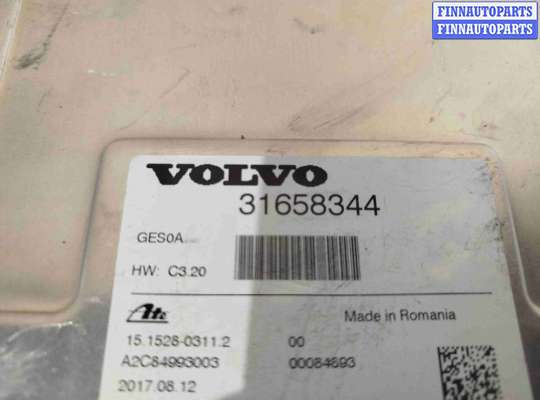 FINNAUTOPARTS
FINNAUTOPARTS
VOLVO
31658344
GES0A
HW: C3.20
Ate
Made in Romania
15.1528-0311.2 00
A2C84993003 00084693
2017.08.12